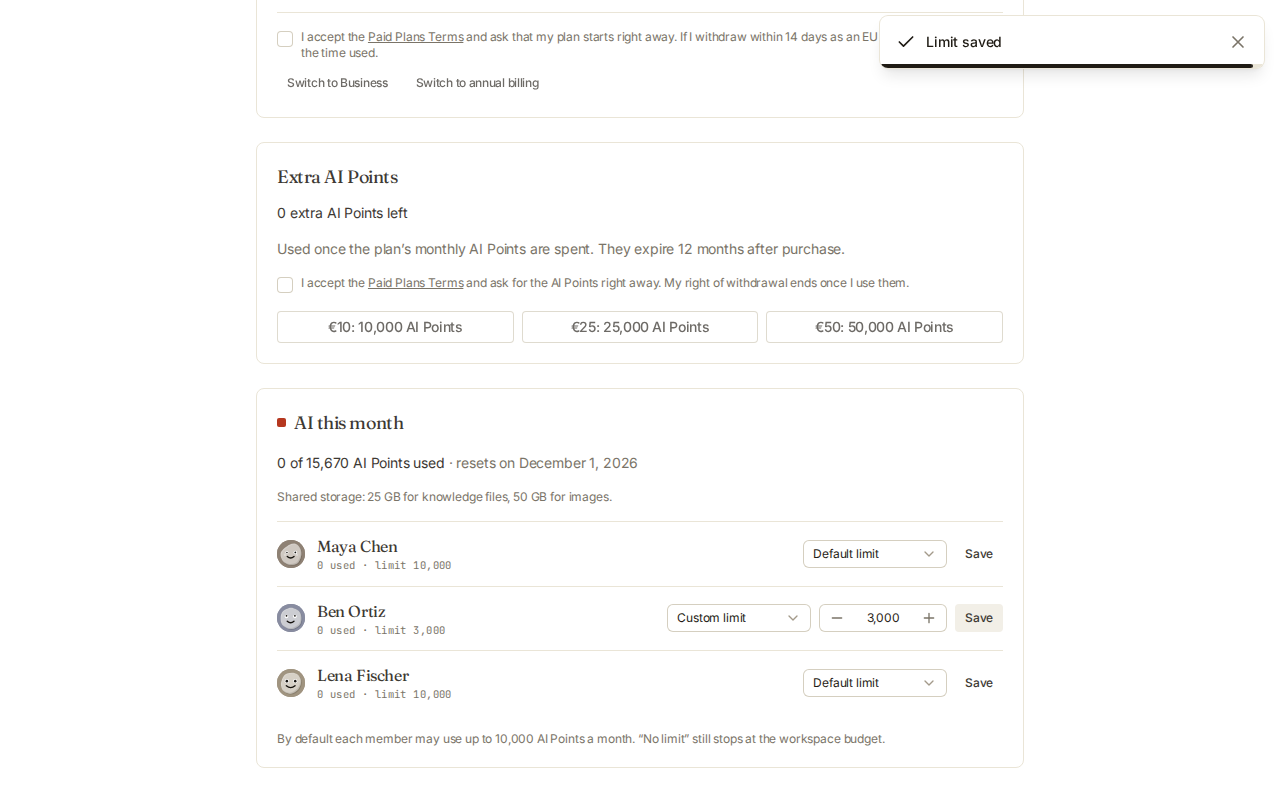 I accept the Paid Plans Terms and ask that my plan starts right away. If I withdraw within 14 days as an EU
the time used.
Limit saved
Switch to Business
Switch to annual billing
Extra AI Points
0 extra AI Points left
Used once the plan's monthly AI Points are spent. They expire 12 months after purchase.
I accept the Paid Plans Terms and ask for the AI Points right away. My right of withdrawal ends once I use them.
€10: 10,000 AI Points
€25: 25,000 AI Points
€50: 50,000 AI Points
AI this month
0 of 15,670 AI Points used · resets on December 1, 2026
Shared storage: 25 GB for knowledge files, 50 GB for images.
Maya Chen
0 used · limit 10,000
Default limit
Save
Ben Ortiz
0 used · limit 3,000
Custom limit
3,000
Save
Lena Fischer
0 used · limit 10,000
Default limit
Save
By default each member may use up to 10,000 AI Points a month. “No limit” still stops at the workspace budget.